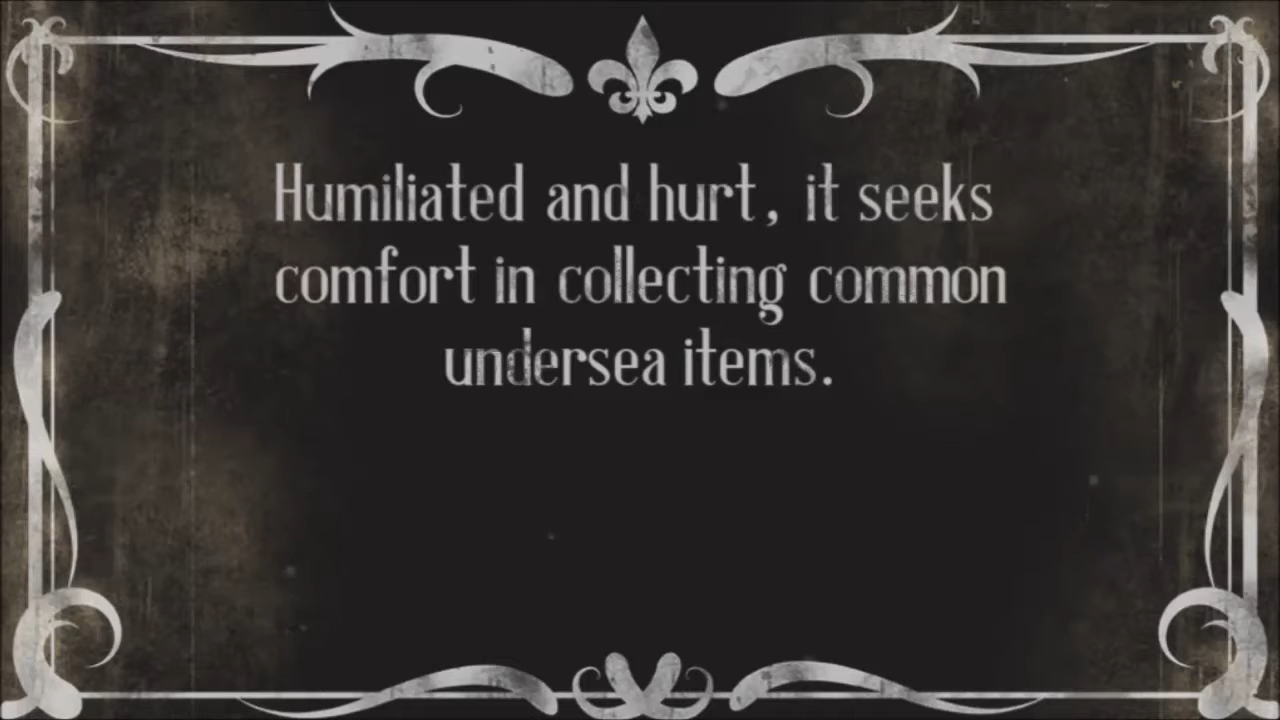 Humiliated and hurt, it seeks
comfort in collecting common
undersea items.